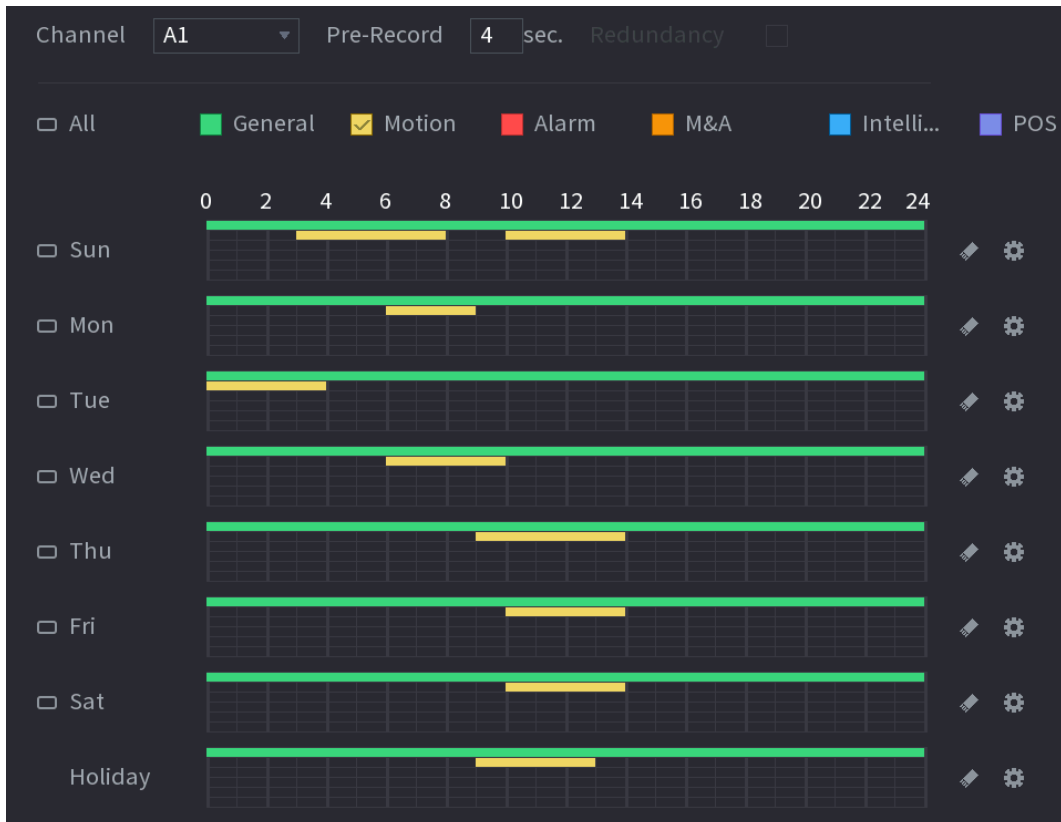 Channel A1 Pre-Record 4 sec. Redundancy
All General Motion Alarm M&A Intelli... POS
0 2 4 6 8 10 12 14 16 18 20 22 24
Sun
Mon
Tue
Wed
Thu
Fri
Sat
Holiday